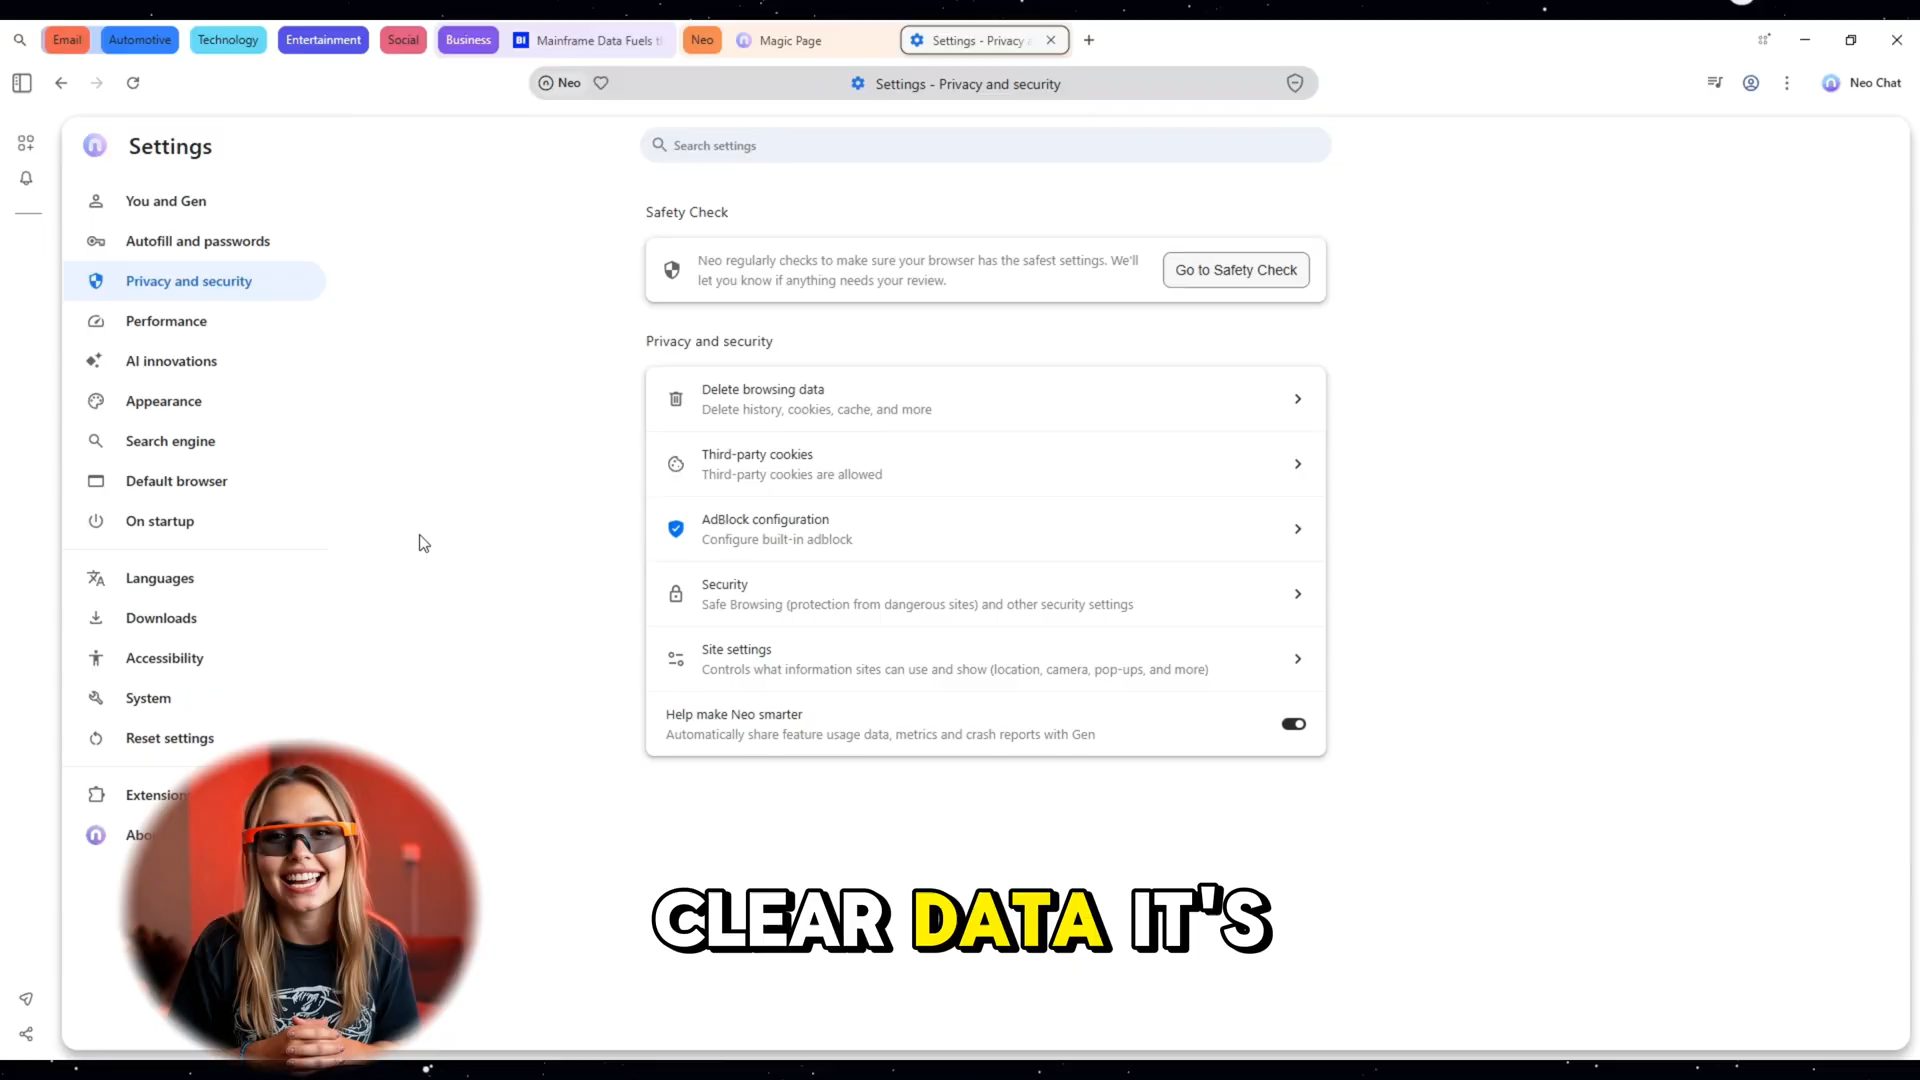 Email
Automotive
Technology
Entertainment
Social
Business
BI
Mainframe Data Fuels t
Neo
Magic Page
Settings - Privacy a
Neo
Settings - Privacy and security
Neo Chat
Settings
Search settings
You and Gen
Autofill and passwords
Privacy and security
Performance
AI innovations
Appearance
Search engine
Default browser
On startup
Languages
Downloads
Accessibility
System
Reset settings
Extension
Abo
Safety Check
Neo regularly checks to make sure your browser has the safest settings. We'll
let you know if anything needs your review.
Go to Safety Check
Privacy and security
Delete browsing data
Delete history, cookies, cache, and more
Third-party cookies
Third-party cookies are allowed
AdBlock configuration
Configure built-in adblock
Security
Safe Browsing (protection from dangerous sites) and other security settings
Site settings
Controls what information sites can use and show (location, camera, pop-ups, and more)
Help make Neo smarter
Automatically share feature usage data, metrics and crash reports with Gen
CLEAR DATA IT'S